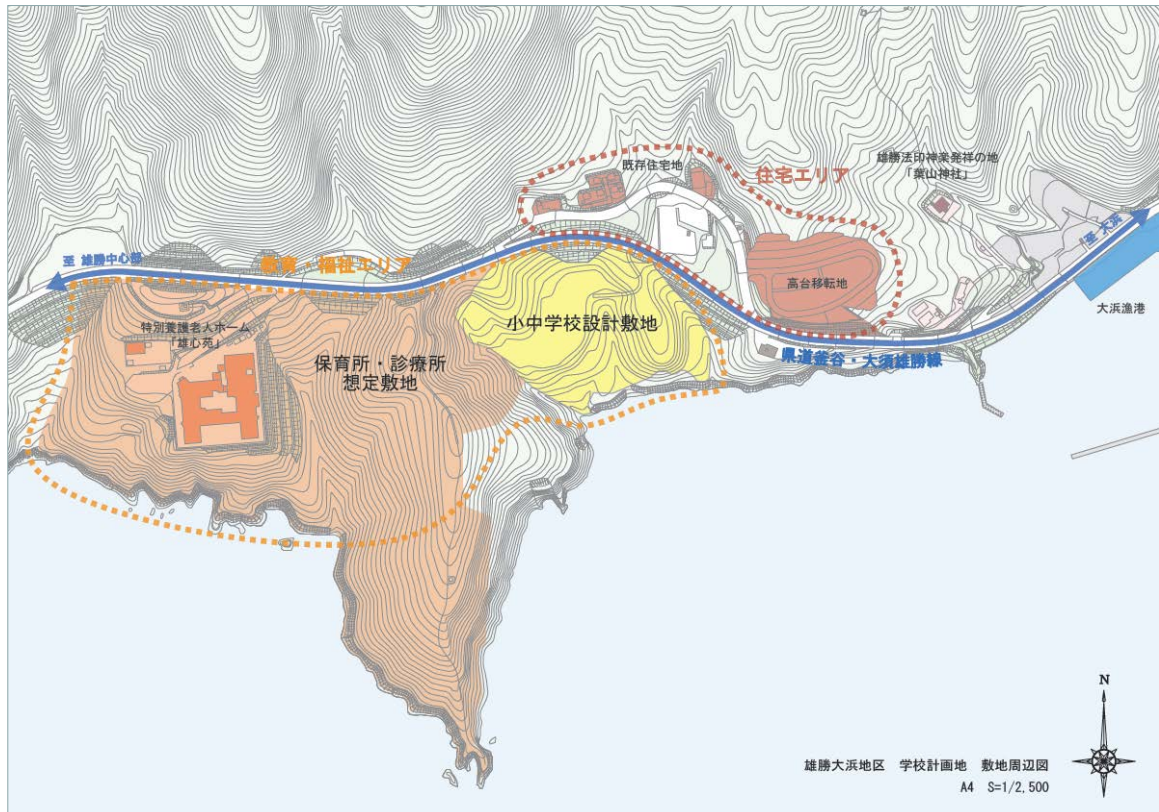 既存住宅地
住宅エリア
雄勝法印神楽発祥の地
「葉山神社」
至 雄勝中心部
教育・福祉エリア
至 大浜
高台移転地
大浜漁港
特別養護老人ホーム
「雄心苑」
小中学校設計敷地
保育所・診療所
想定敷地
県道釜谷・大須雄勝線
N
雄勝大浜地区 学校計画地 敷地周辺図
A4 S=1/2,500